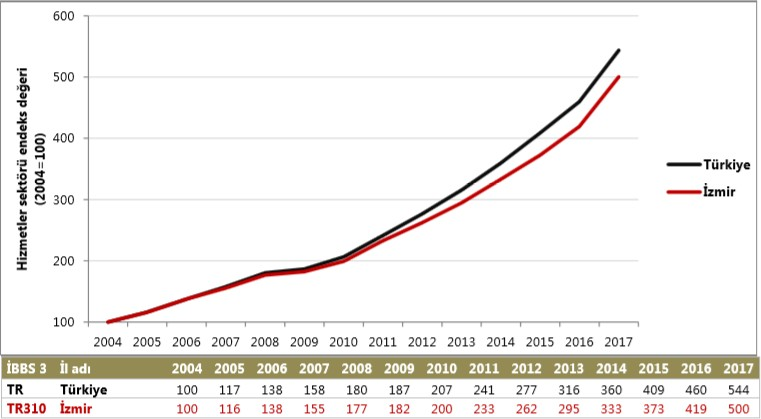 600
500
400
300
200
100
Hizmetler sektörü endeks değeri
(2004=100)
2004 2005 2006 2007 2008 2009 2010 2011 2012 2013 2014 2015 2016 2017
Türkiye
İzmir
İBBS 3 İl adı 2004 2005 2006 2007 2008 2009 2010 2011 2012 2013 2014 2015 2016 2017
TR Türkiye 100 117 138 158 180 187 207 241 277 316 360 409 460 544
TR310 İzmir 100 116 138 155 177 182 200 233 262 295 333 373 419 500